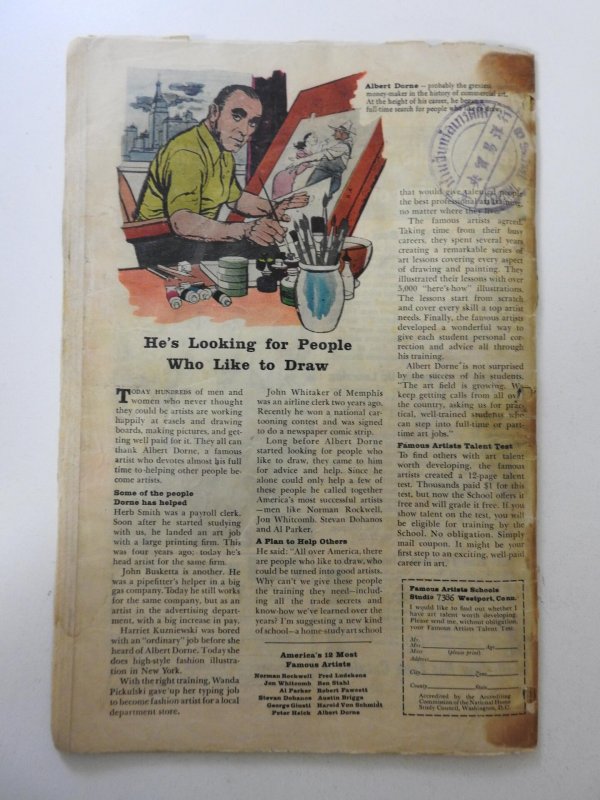 Albert Dorne — probably the greatest
money-maker in the history of commercial art.
At the height of his career, he began a
full-time search for people who like to draw.
He's Looking for People
Who Like to Draw
TODAY HUNDREDS of men and
women who never thought
they could be artists are working
happily at easels and drawing
boards, making pictures, and get-
ting well paid for it. They all can
thank Albert Dorne, a famous
artist who devotes almost his full
time to helping other people be-
come artists.
Some of the people
Dorne has helped
Herb Smith was a payroll clerk.
Soon after he started studying
with us, he landed an art job
with a large printing firm. This
was four years ago; today he's
head artist for the same firm.
John Busketta is another. He
was a pipefitter's helper in a big
gas company. Today he still works
for the same company, but as an
artist in the advertising depart-
ment, with a big increase in pay.
Harriet Kuzniewski was bored
with an "ordinary" job before she
heard of Albert Dorne. Today she
does high-style fashion illustra-
tion in New York.
With the right training, Wanda
Pickulski gave up her typing job
to become fashion artist for a local
department store.
John Whitaker of Memphis
was an airline clerk two years ago.
Recently he won a national car-
tooning contest and was signed
to do a newspaper comic strip.
Long before Albert Dorne
started looking for people who
like to draw, they came to him
for advice and help. Since he
alone could only help a few of
these people he called together
America's most successful artists
—men like Norman Rockwell,
Jon Whitcomb, Stevan Dohanos
and Al Parker.
A Plan to Help Others
He said: "All over America, there
are people who like to draw, who
could be turned into good artists.
Why can't we give these people
the training they need—includ-
ing all the trade secrets and
know-how we've learned over the
years? I'm suggesting a new kind
of school—a home study art school
that would give talented people
the best professional art training
no matter where they live."
The famous artists agreed.
Taking time from their busy
careers, they spent several years
creating a remarkable series of
art lessons covering every aspect
of drawing and painting. They
illustrated their lessons with over
5,000 "here's-how" illustrations.
The lessons start from scratch
and cover every skill a top artist
needs. Finally, the famous artists
developed a wonderful way to
give each student personal cor-
rection and advice all through
his training.
Albert Dorne is not surprised
by the success of his students.
"The art field is growing. We
keep getting calls from all over
the country, asking us for prac-
tical, well-trained students who
can step into full-time or part-
time art jobs."
Famous Artists Talent Test
To find others with art talent
worth developing, the famous
artists created a 12-page talent
test. Thousands paid $1 for this
test, but now the School offers it
free and will grade it free. If you
show talent on the test, you will
be eligible for training by the
School. No obligation. Simply
mail coupon. It might be your
first step to an exciting, well-paid
career in art.
America's 12 Most
Famous Artists
Norman Rockwell Fred Ludekens
Jon Whitcomb Ben Stahl
Al Parker Robert Fawcett
Stevan Dohanos Austin Briggs
George Giusti Harold Von Schmidt
Peter Helck Albert Dorne
Famous Artists Schools
Studio 7386 Westport, Conn.
I would like to find out whether I
have art talent worth developing.
Please send me, without obligation,
your Famous Artists Talent Test.
Mr.
Mrs. Age
Miss (please print)
Address
City Zone
County State
Accredited by the Accrediting
Commission of the National Home
Study Council, Washington, D.C.